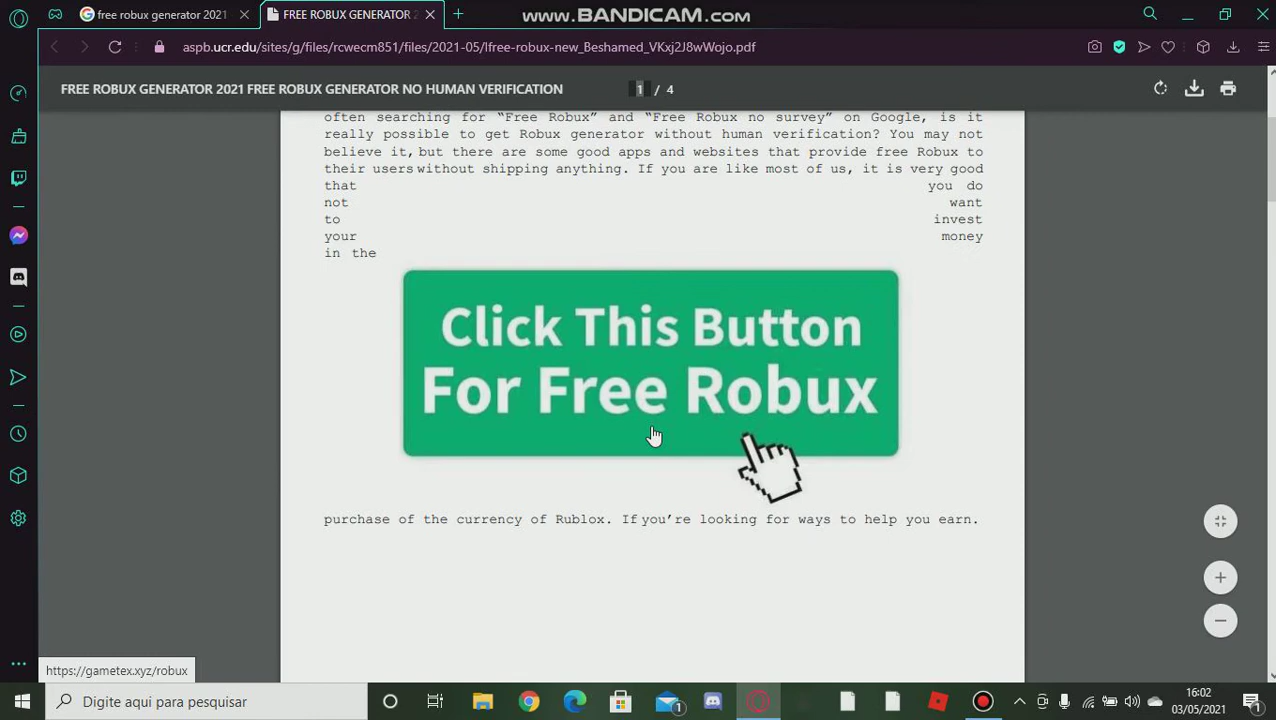 www.BANDICAM.com
free robux generator 2021
FREE ROBUX GENERATOR 2
aspb.ucr.edu/sites/g/files/rcwecm851/files/2021-05/lfree-robux-new_Beshamed_VKxj2J8wWojo.pdf
FREE ROBUX GENERATOR 2021 FREE ROBUX GENERATOR NO HUMAN VERIFICATION
1 / 4
often searching for “Free Robux” and “Free Robux no survey” on Google, is it
really possible to get Robux generator without human verification? You may not
believe it, but there are some good apps and websites that provide free Robux to
their users without shipping anything. If you are like most of us, it is very good
that you do
not want
to invest
your money
in the
Click This Button
For Free Robux
purchase of the currency of Rublox. If you’re looking for ways to help you earn.
https://gametex.xyz/robux
Digite aqui para pesquisar
1
16:02
03/05/2021
1